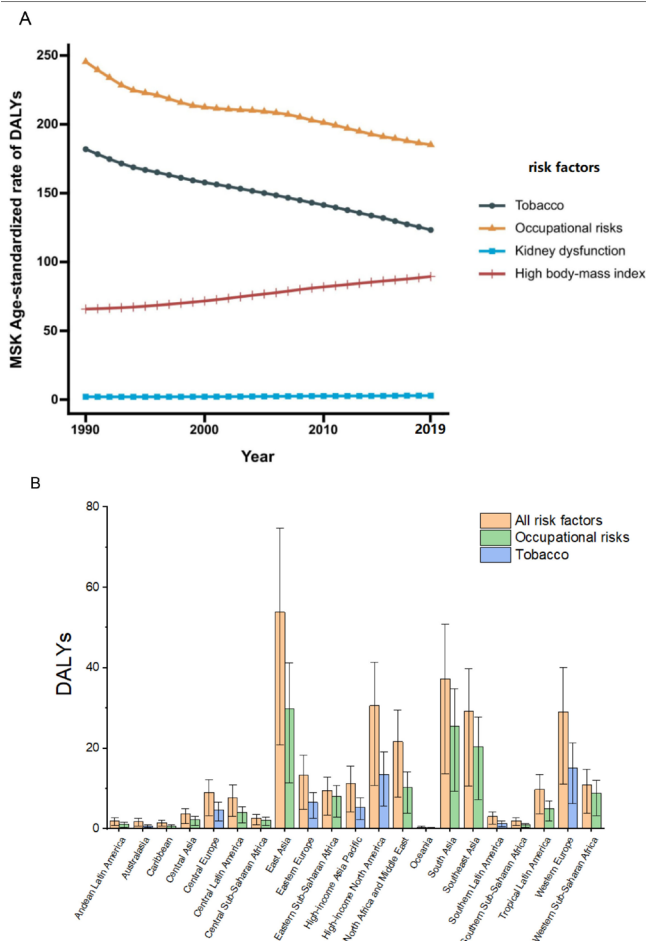 A
MSK Age-standardized rate of DALYs
250
200
150
100
50
0
1990
2000
2010
2019
Year
risk factors
Tobacco
Occupational risks
Kidney dysfunction
High body-mass index
B
DALYs
80
60
40
20
0
All risk factors
Occupational risks
Tobacco
Andean Latin America
Australasia
Caribbean
Central Asia
Central Europe
Central Latin America
Central Sub-Saharan Africa
East Asia
Eastern Europe
Eastern Sub-Saharan Africa
High-income Asia Pacific
High-income North America
North Africa and Middle East
Oceania
South Asia
Southeast Asia
Southern Latin America
Southern Sub-Saharan Africa
Tropical Latin America
Western Europe
Western Sub-Saharan Africa